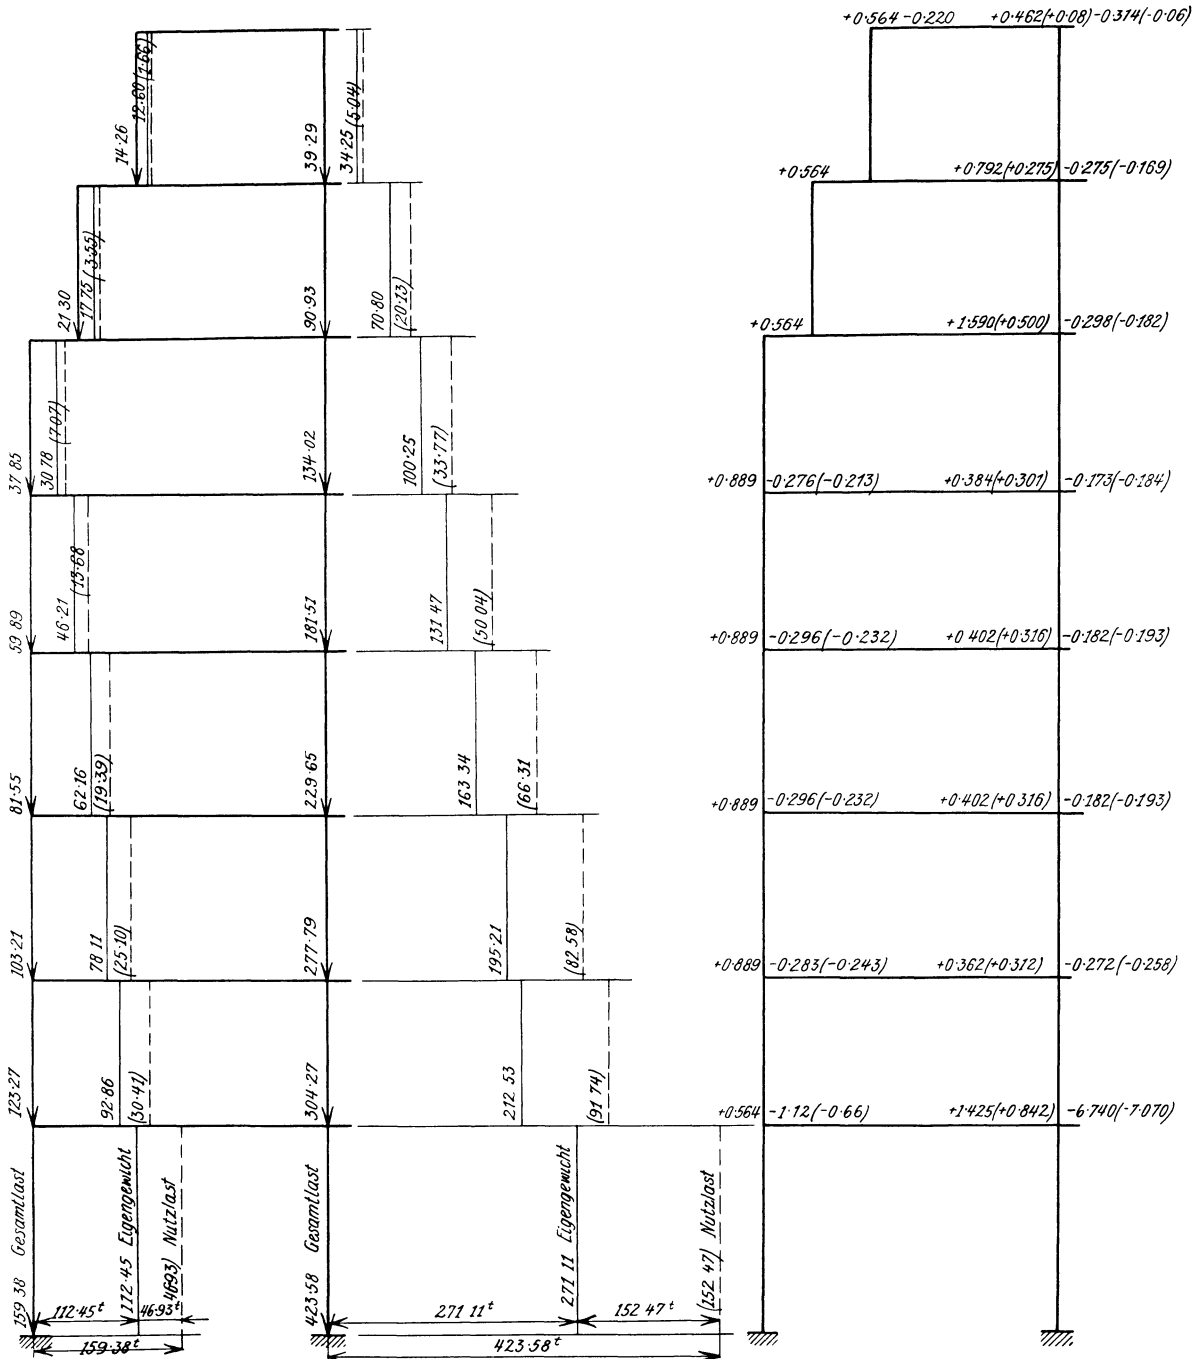 +0·564 -0·220 +0·462(+0·08) -0·314(-0·06)
14·26 12·60 (1·66) 39·29 34·25 (5·04)
+0·564 +0·792(+0·275) -0·275(-0·169)
21 30 17 75 (3·55) 90·93 70·80 (20·13)
+0·564 +1·590(+0·500) -0·298(-0·182)
37 85 30 78 (7·07) 134·02 100·25 (33·77)
+0·889 -0·276(-0·213) +0·384(+0·301) -0·173(-0·184)
59 89 46·21 (13·68 181·51 131 47 (50 04)
+0·889 -0·296(-0·232) +0 402(+0·316) -0·182(-0·193)
81·55 62·16 (19·39) 229·65 163 34 (66·31)
+0·889 -0·296(-0·232) +0·402(+0·316) -0·182(-0·193)
103·21 78 11 (25·10) 277·79 195·21 (82 58)
+0·889 -0·283(-0·243) +0·362(+0·312) -0·272(-0·258)
123·27 92·86 (30·41) 304·27 212 53 (91 74)
+0·564 -1·12(-0·66) +1·425(+0·842) -6·740(-7·070)
159 38 Gesamtlast
112·45 Eigengewicht
4693) Nutzlast
423·58 Gesamtlast
271 11 Eigengewicht
(152 47) Nutzlast
112·45t 46·93t 271 11t 152 47t
159·38t 423·58t